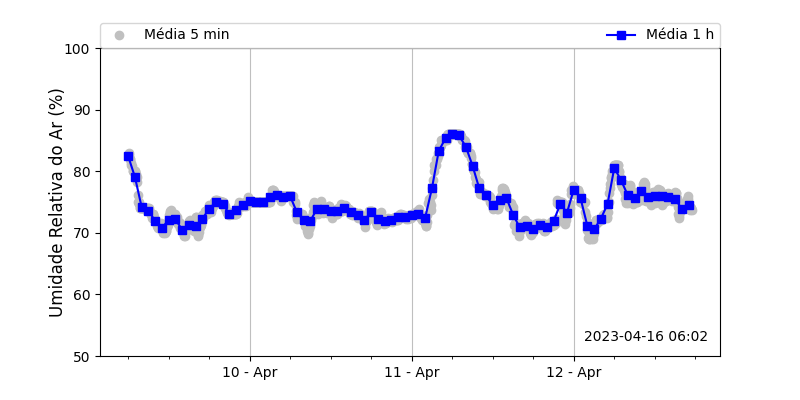 Média 5 min
Média 1 h
100
90
80
70
60
50
Umidade Relativa do Ar (%)
2023-04-16 06:02
10 - Apr
11 - Apr
12 - Apr